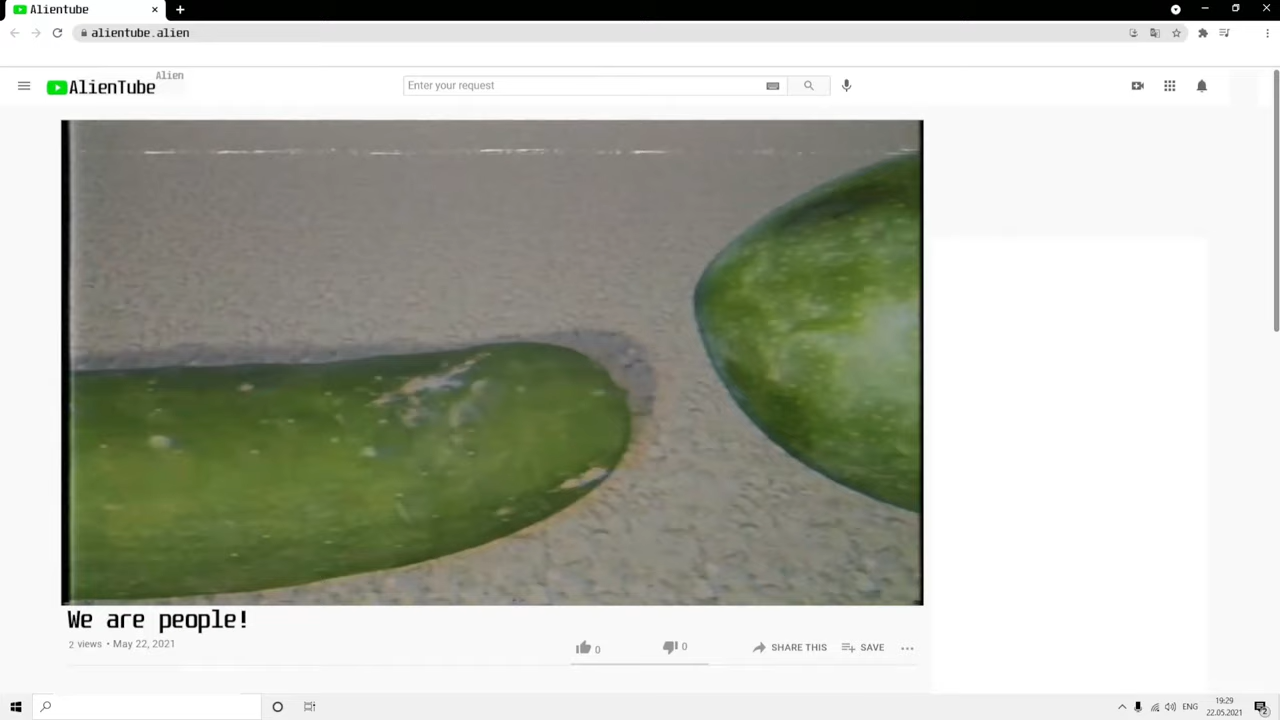 Alientube
alientube.alien
AlienTube Alien
Enter your request
We are people!
2 views • May 22, 2021
0
0
SHARE THIS
SAVE
ENG
19:29
22.05.2021
2